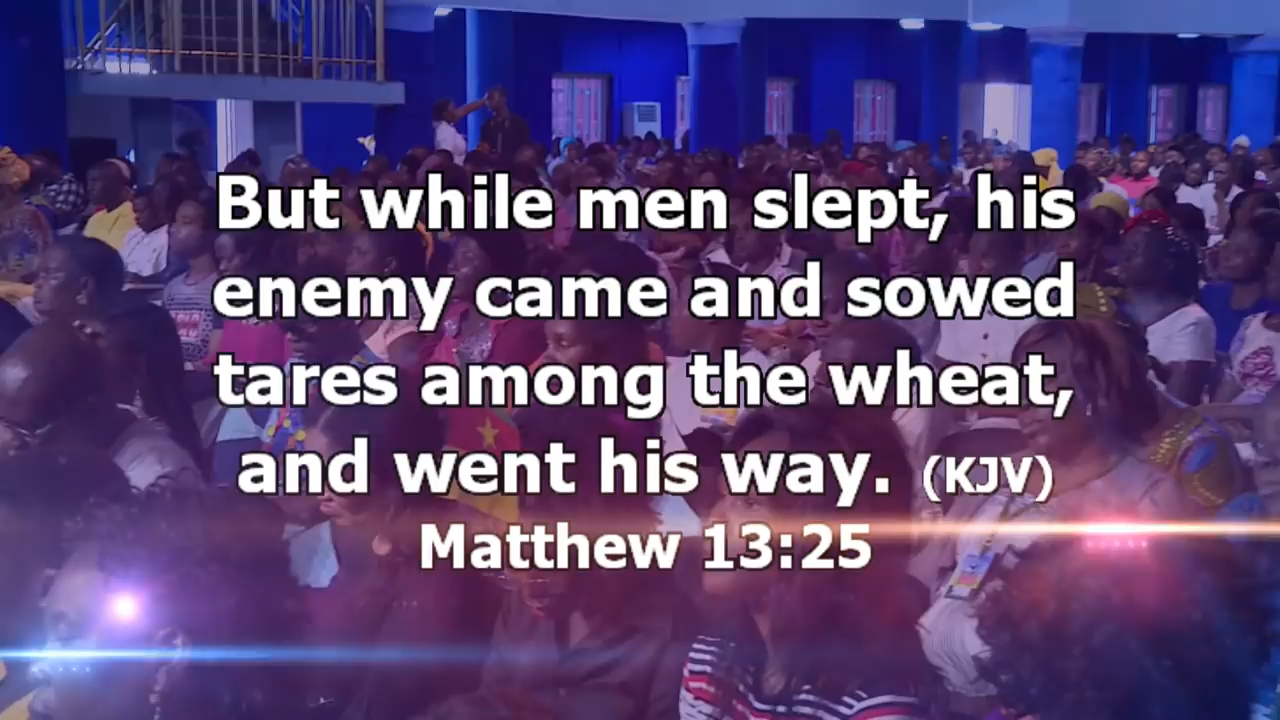 But while men slept, his
enemy came and sowed
tares among the wheat,
and went his way. (KJV)
Matthew 13:25